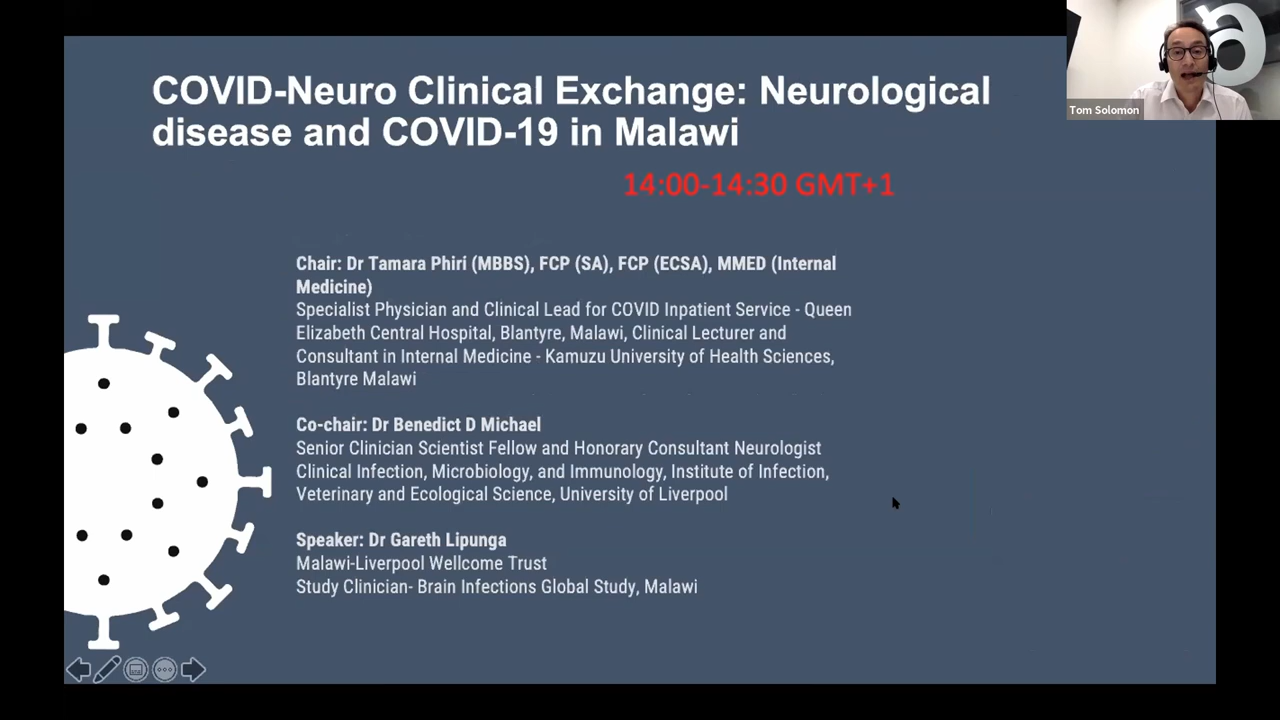 COVID-Neuro Clinical Exchange: Neurological
disease and COVID-19 in Malawi
14:00-14:30 GMT+1
Chair: Dr Tamara Phiri (MBBS), FCP (SA), FCP (ECSA), MMED (Internal
Medicine)
Specialist Physician and Clinical Lead for COVID Inpatient Service - Queen
Elizabeth Central Hospital, Blantyre, Malawi, Clinical Lecturer and
Consultant in Internal Medicine - Kamuzu University of Health Sciences,
Blantyre Malawi
Co-chair: Dr Benedict D Michael
Senior Clinician Scientist Fellow and Honorary Consultant Neurologist
Clinical Infection, Microbiology, and Immunology, Institute of Infection,
Veterinary and Ecological Science, University of Liverpool
Speaker: Dr Gareth Lipunga
Malawi-Liverpool Wellcome Trust
Study Clinician- Brain Infections Global Study, Malawi
Tom Solomon